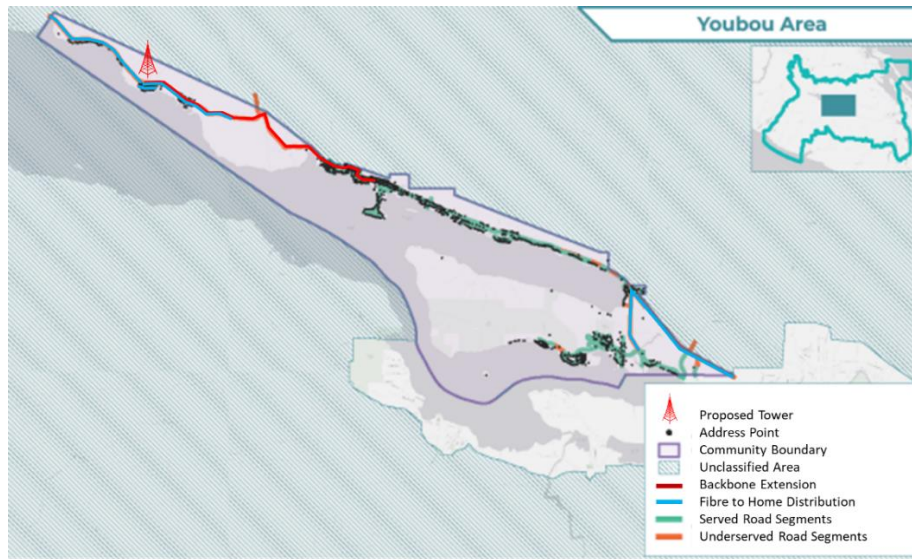 Youbou Area
Proposed Tower
Address Point
Community Boundary
Unclassified Area
Backbone Extension
Fibre to Home Distribution
Served Road Segments
Underserved Road Segments